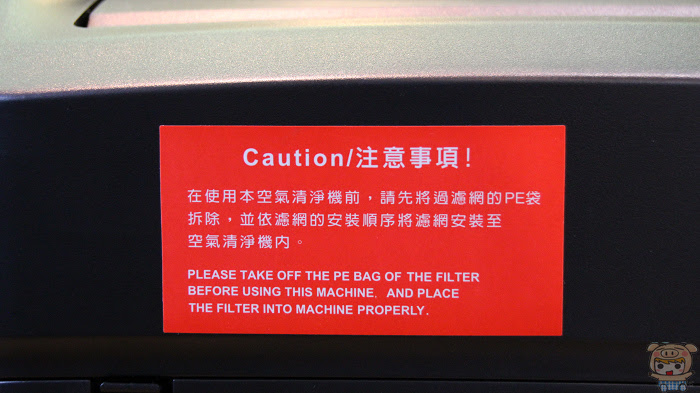 Caution/注意事項!
在使用本空氣清淨機前，請先將過濾網的PE袋
拆除，並依濾網的安裝順序將濾網安裝至
空氣清淨機內。
PLEASE TAKE OFF THE PE BAG OF THE FILTER
BEFORE USING THIS MACHINE, AND PLACE
THE FILTER INTO MACHINE PROPERLY.